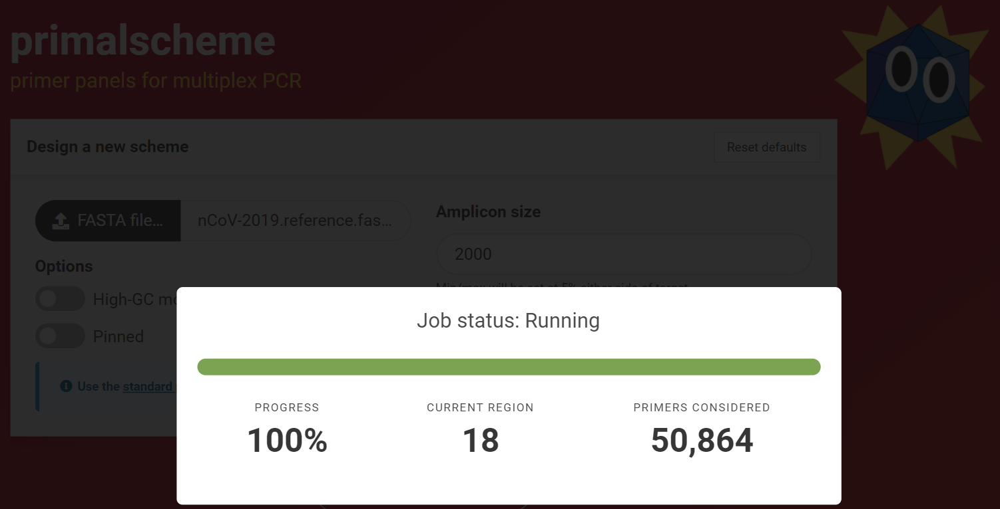 primalscheme
primer panels for multiplex PCR
Design a new scheme
Reset defaults
FASTA file...
nCoV-2019.reference.fas...
Amplicon size
2000
Min/max will be set at 5% either side of target
Options
High-GC mo
Pinned
Use the standard
Job status: Running
PROGRESS
CURRENT REGION
PRIMERS CONSIDERED
100%
18
50,864